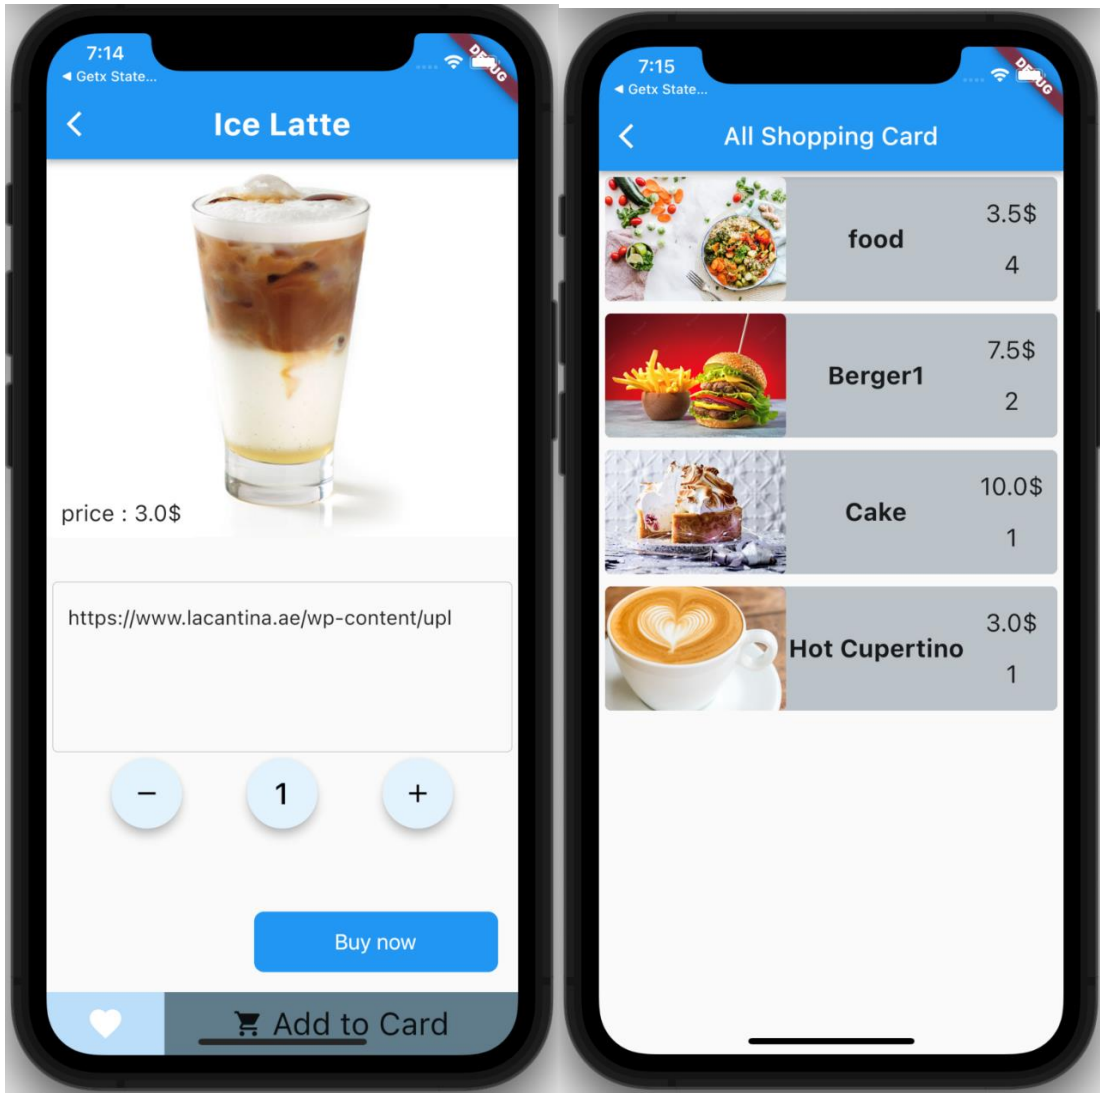 7:14
DEBUG
◀ Getx State...
Ice Latte
price : 3.0$
https://www.lacantina.ae/wp-content/upl
−
1
+
Buy now
Add to Card
7:15
DEBUG
◀ Getx State...
All Shopping Card
food
3.5$
4
Berger1
7.5$
2
Cake
10.0$
1
Hot Cupertino
3.0$
1